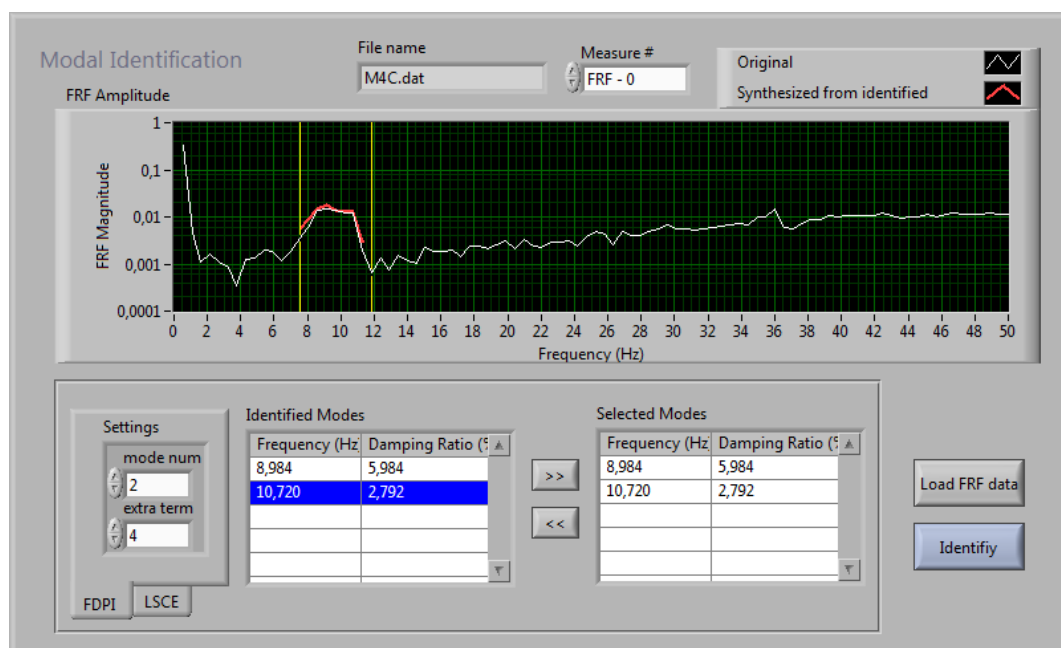 Modal Identification
File name
M4C.dat
Measure #
FRF - 0
Original
Synthesized from identified
FRF Amplitude
FRF Magnitude
1
0,1
0,01
0,001
0,0001
0 2 4 6 8 10 12 14 16 18 20 22 24 26 28 30 32 34 36 38 40 42 44 46 48 50
Frequency (Hz)
Settings
mode num
2
extra term
4
FDPI
LSCE
Identified Modes
Frequency (Hz Damping Ratio (%
8,984 5,984
10,720 2,792
>>
<<
Selected Modes
Frequency (Hz Damping Ratio (%
8,984 5,984
10,720 2,792
Load FRF data
Identifiy